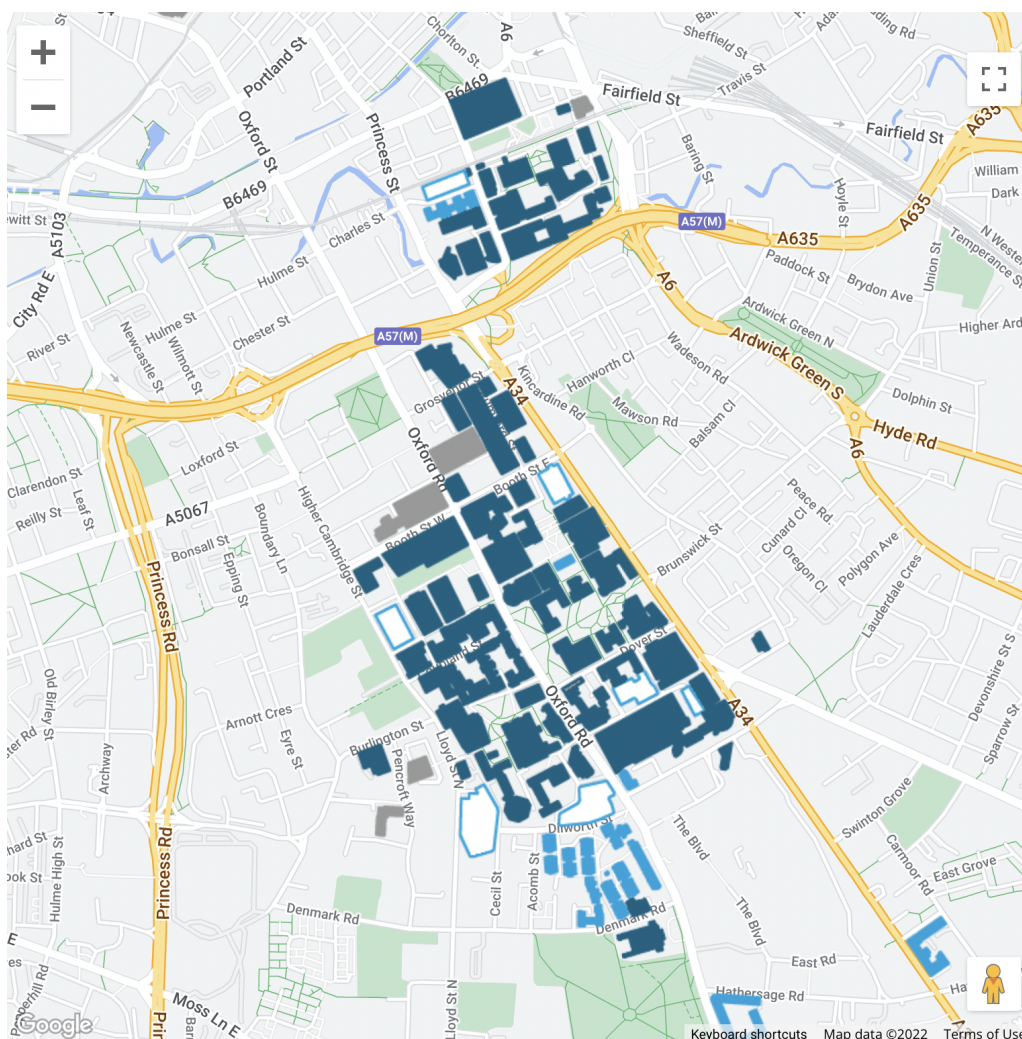 Chorlton St
A6
Sheffield St
Travis St
Portland St
B6469
Fairfield St
A635
Oxford St
Princess St
Fairfield St
Baring St
Hoyle St
William
Dark
B6469
ewitt St
A5103
Charles St
A57(M)
A635
A635
Union St
N Wester
Temperance St
City Rd E
Hulme St
A6
Paddock St
Brydon Ave
Ardwick Green N
Higher Ard
Newcastle St
Hulme St
Wilmott St
Chester St
River St
A57(M)
Ardwick Green S
Wadeson Rd
Hanworth Cl
Kincardine Rd
A34
Grosvenor St
Mawson Rd
Balsam Cl
Dolphin St
Hyde Rd
A6
Oxford Rd
Loxford St
Clarendon St
Leaf St
Reilly St
A5067
Booth St E
Booth St W
Higher Cambridge St
Boundary Ln
Bonsall St
Epping St
Peace Rd
Cunard Cl
Oregon Cl
Polygon Ave
Brunswick St
Lauderdale Cres
Princess Rd
Dover St
Devonshire St S
Old Birley St
Oxford Rd
A34
Arnott Cres
Eyre St
Burlington St
Lloyd St N
Pencroft Way
Archway
Sparrow St
Swinton Grove
Carmoor Rd
Dilworth St
The Blvd
East Grove
Princess Rd
Hulme High St
Cecil St
Acomb St
Denmark Rd
Denmark Rd
The Blvd
East Rd
Hathersage Rd
Moss Ln E
Lloyd St N
Google
Keyboard shortcuts
Map data ©2022
Terms of Use